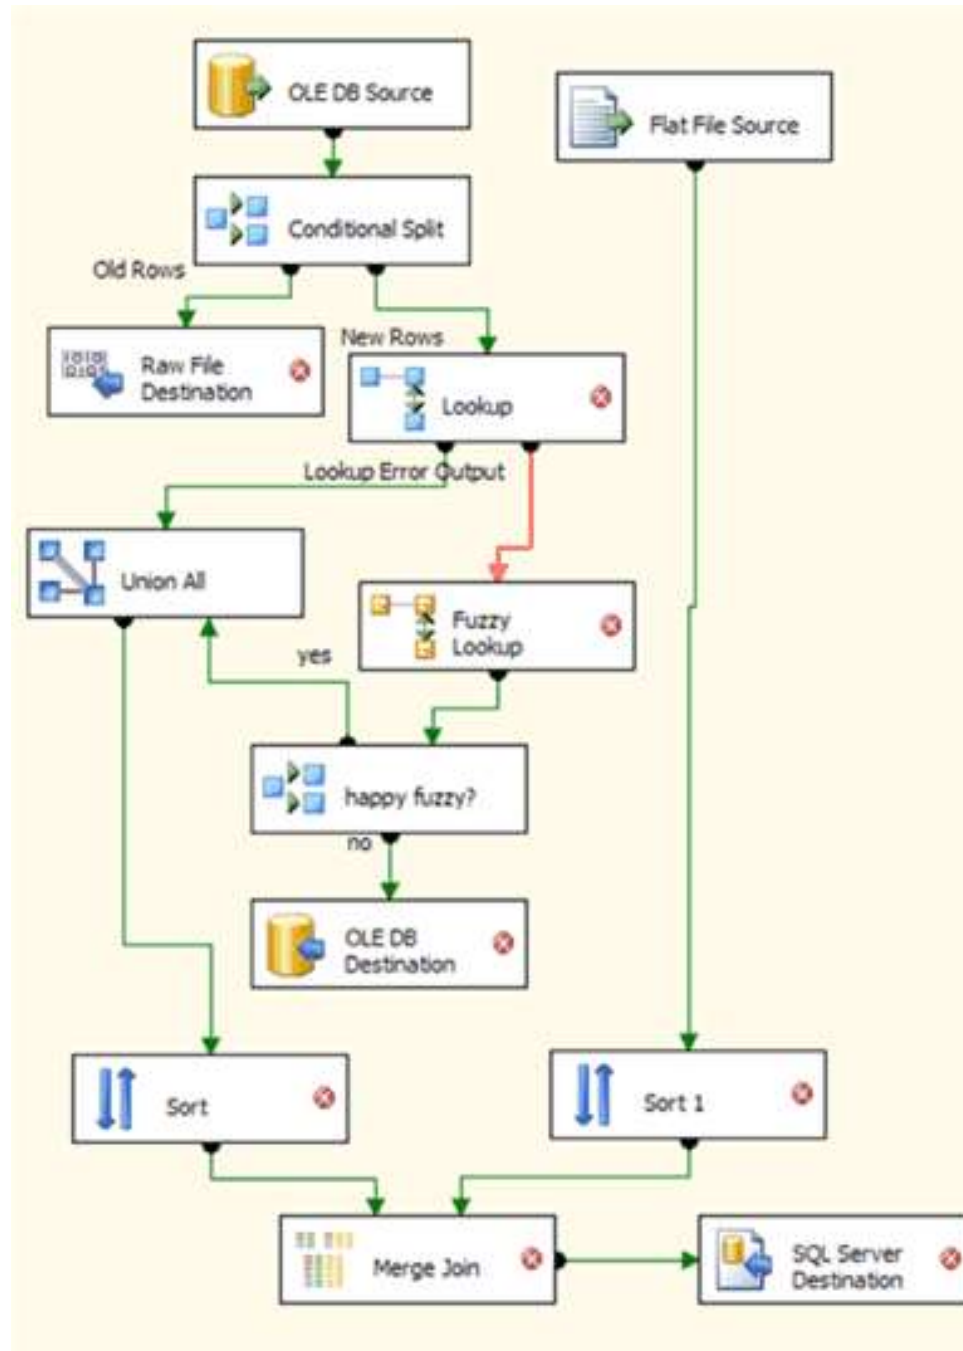 OLE DB Source
Flat File Source
Conditional Split
Old Rows
New Rows
Raw File
Destination
Lookup
Lookup Error Output
Union All
Fuzzy
Lookup
yes
happy fuzzy?
no
OLE DB
Destination
Sort
Sort 1
Merge Join
SQL Server
Destination